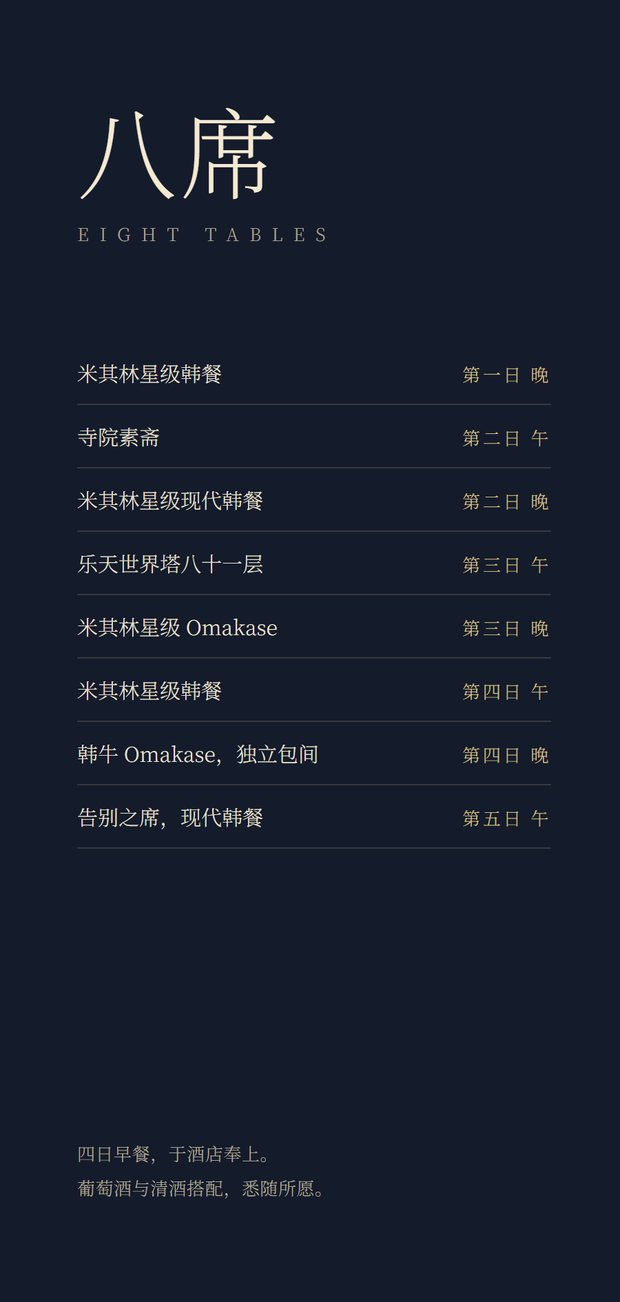 八席
EIGHT TABLES
米其林星级韩餐 第一日 晚
寺院素斋 第二日 午
米其林星级现代韩餐 第二日 晚
乐天世界塔八十一层 第三日 午
米其林星级 Omakase 第三日 晚
米其林星级韩餐 第四日 午
韩牛 Omakase，独立包间 第四日 晚
告别之席，现代韩餐 第五日 午
四日早餐，于酒店奉上。
葡萄酒与清酒搭配，悉随所愿。